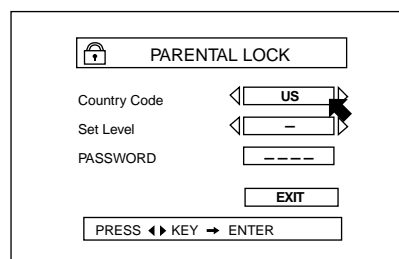 PARENTAL LOCK
Country Code US
Set Level –
PASSWORD – – – –
EXIT
PRESS ◀ ▶ KEY → ENTER